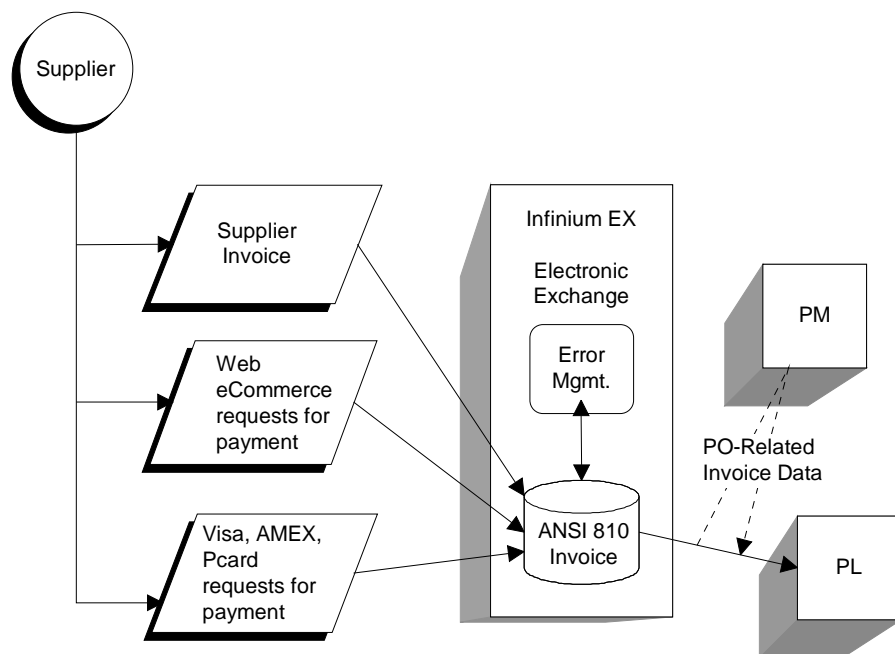 Supplier
Supplier
Invoice
Web
eCommerce
requests for
payment
Visa, AMEX,
Pcard
requests for
payment
Infinium EX
Electronic
Exchange
Error
Mgmt.
ANSI 810
Invoice
PM
PO-Related
Invoice Data
PL